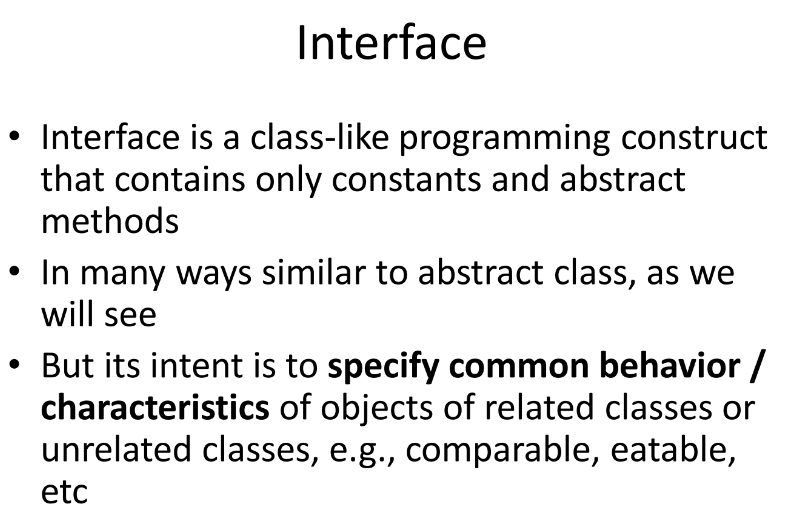 Interface
• Interface is a class-like programming construct
that contains only constants and abstract
methods
• In many ways similar to abstract class, as we
will see
• But its intent is to specify common behavior /
characteristics of objects of related classes or
unrelated classes, e.g., comparable, eatable,
etc